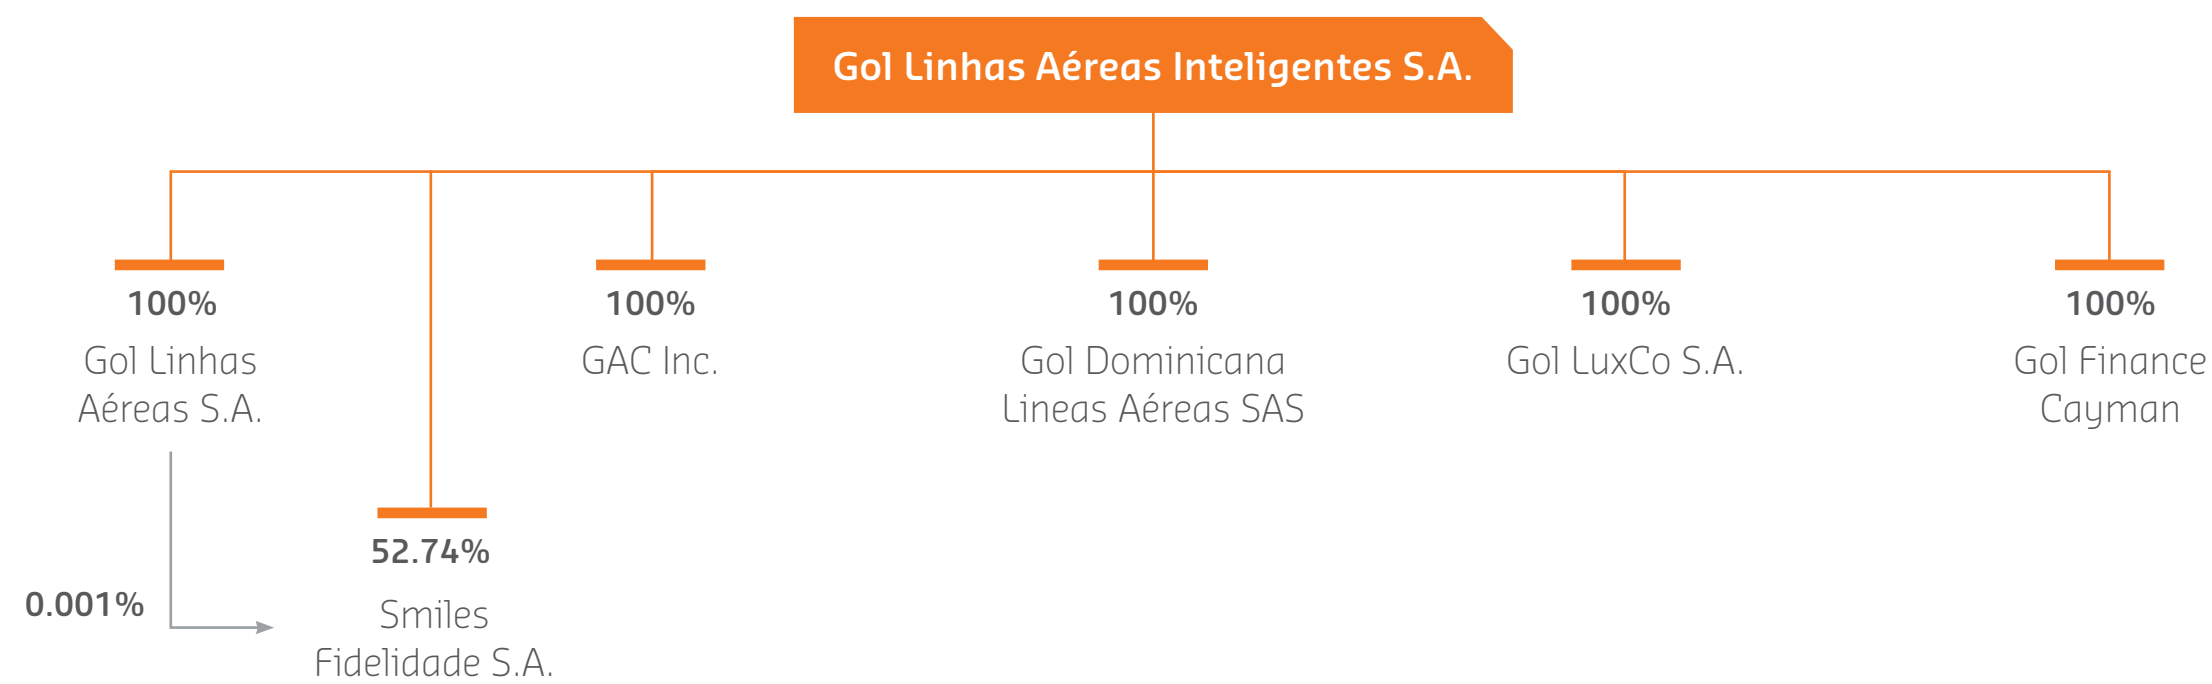 Gol Linhas Aéreas Inteligentes S.A.
100%
Gol Linhas
Aéreas S.A.
100%
GAC Inc.
100%
Gol Dominicana
Lineas Aéreas SAS
100%
Gol LuxCo S.A.
100%
Gol Finance
Cayman
0.001%
52.74%
Smiles
Fidelidade S.A.